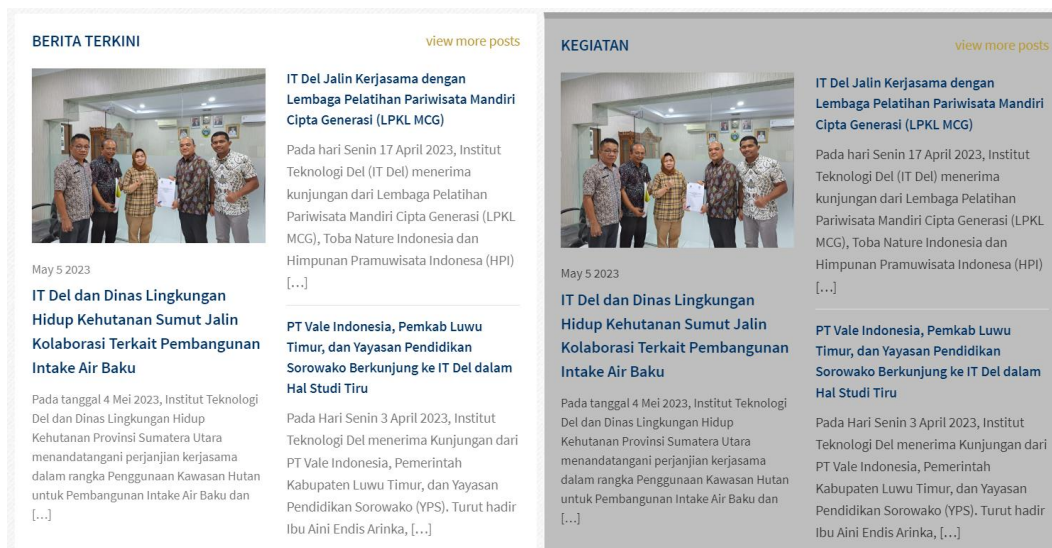 BERITA TERKINI
view more posts
May 5 2023
IT Del dan Dinas Lingkungan
Hidup Kehutanan Sumut Jalin
Kolaborasi Terkait Pembangunan
Intake Air Baku
Pada tanggal 4 Mei 2023, Institut Teknologi
Del dan Dinas Lingkungan Hidup
Kehutanan Provinsi Sumatera Utara
menandatangani perjanjian kerjasama
dalam rangka Penggunaan Kawasan Hutan
untuk Pembangunan Intake Air Baku dan
[…]
IT Del Jalin Kerjasama dengan
Lembaga Pelatihan Pariwisata Mandiri
Cipta Generasi (LPKL MCG)
Pada hari Senin 17 April 2023, Institut
Teknologi Del (IT Del) menerima
kunjungan dari Lembaga Pelatihan
Pariwisata Mandiri Cipta Generasi (LPKL
MCG), Toba Nature Indonesia dan
Himpunan Pramuwisata Indonesa (HPI)
[…]
PT Vale Indonesia, Pemkab Luwu
Timur, dan Yayasan Pendidikan
Sorowako Berkunjung ke IT Del dalam
Hal Studi Tiru
Pada Hari Senin 3 April 2023, Institut
Teknologi Del menerima Kunjungan dari
PT Vale Indonesia, Pemerintah
Kabupaten Luwu Timur, dan Yayasan
Pendidikan Sorowako (YPS). Turut hadir
Ibu Aini Endis Arinka, […]
KEGIATAN
view more posts
May 5 2023
IT Del dan Dinas Lingkungan
Hidup Kehutanan Sumut Jalin
Kolaborasi Terkait Pembangunan
Intake Air Baku
Pada tanggal 4 Mei 2023, Institut Teknologi
Del dan Dinas Lingkungan Hidup
Kehutanan Provinsi Sumatera Utara
menandatangani perjanjian kerjasama
dalam rangka Penggunaan Kawasan Hutan
untuk Pembangunan Intake Air Baku dan
[…]
IT Del Jalin Kerjasama dengan
Lembaga Pelatihan Pariwisata Mandiri
Cipta Generasi (LPKL MCG)
Pada hari Senin 17 April 2023, Institut
Teknologi Del (IT Del) menerima
kunjungan dari Lembaga Pelatihan
Pariwisata Mandiri Cipta Generasi (LPKL
MCG), Toba Nature Indonesia dan
Himpunan Pramuwisata Indonesa (HPI)
[…]
PT Vale Indonesia, Pemkab Luwu
Timur, dan Yayasan Pendidikan
Sorowako Berkunjung ke IT Del dalam
Hal Studi Tiru
Pada Hari Senin 3 April 2023, Institut
Teknologi Del menerima Kunjungan dari
PT Vale Indonesia, Pemerintah
Kabupaten Luwu Timur, dan Yayasan
Pendidikan Sorowako (YPS). Turut hadir
Ibu Aini Endis Arinka, […]